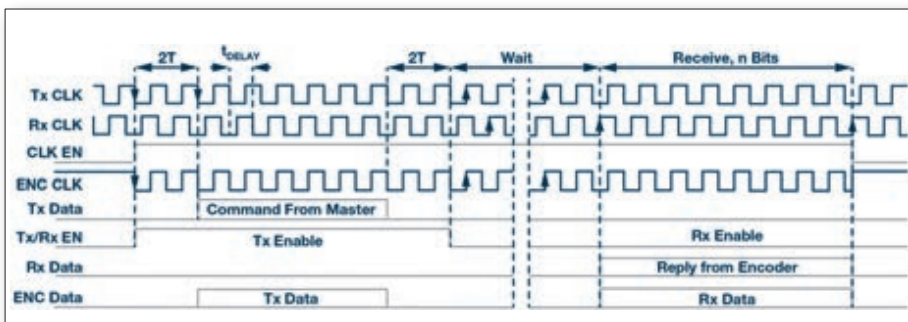 2T
tDELAY
2T
Wait
Receive, n Bits
Tx CLK
Rx CLK
CLK EN
ENC CLK
Tx Data
Command From Master
Tx/Rx EN
Tx Enable
Rx Enable
Rx Data
Reply from Encoder
ENC Data
Tx Data
Rx Data